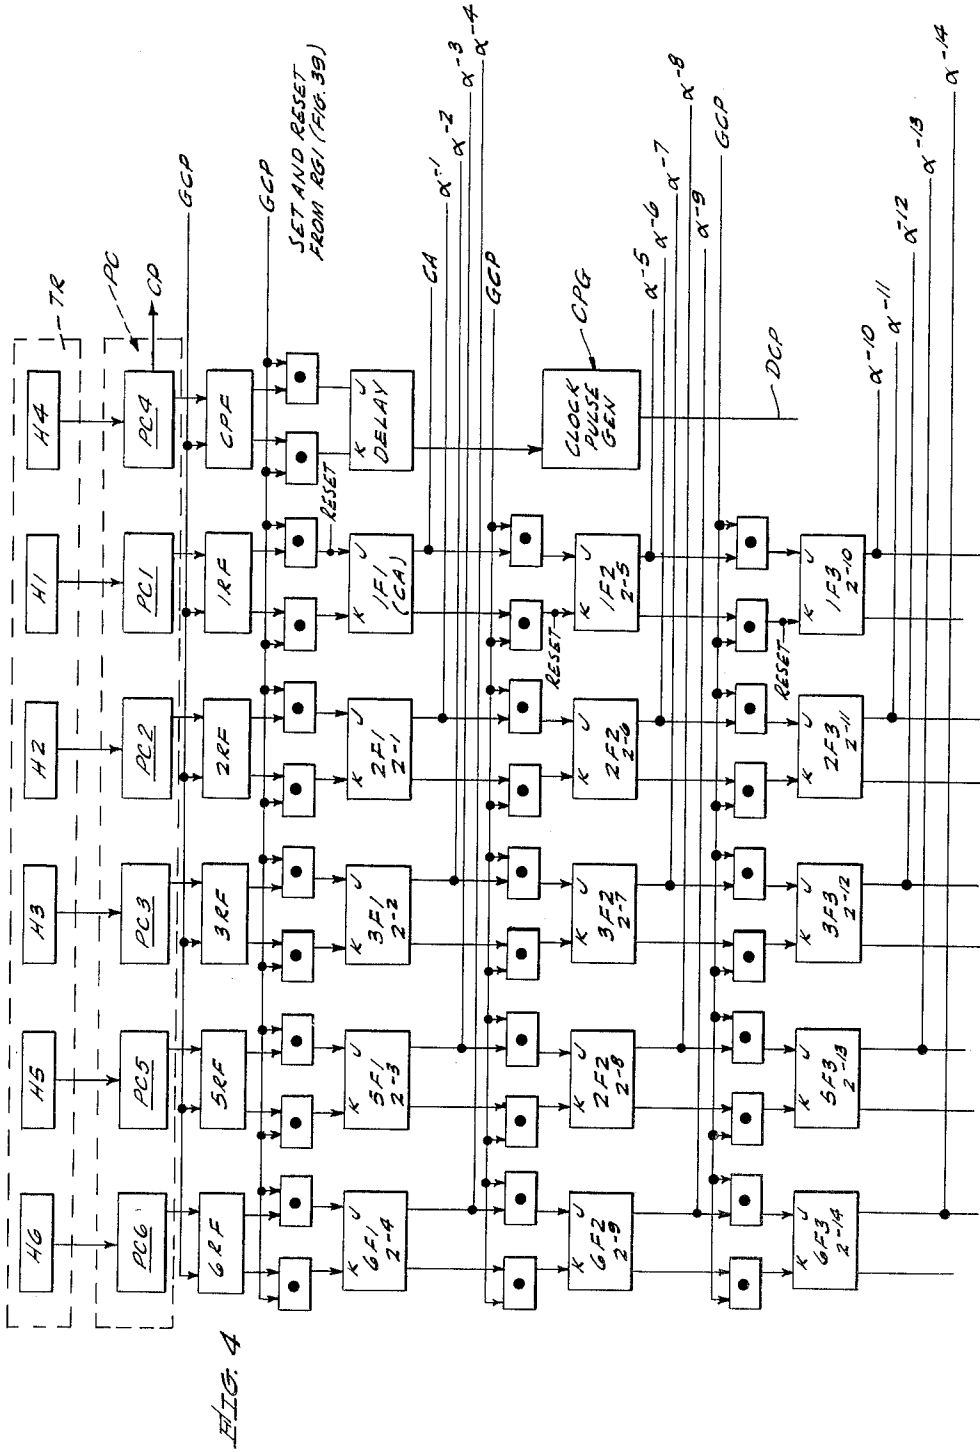 FIG. 4
H6
H5
H3
H2
H1
H4
TR
PC6
PC5
PC3
PC2
PC1
PC4
PC
CP
6RF
5RF
3RF
2RF
1RF
CPF
GCP
GCP
SET AND RESET
FROM RG1 (FIG. 39)
RESET
K J
6F1
2-4
K J
5F1
2-3
K J
3F1
2-2
K J
2F1
2-1
K J
1F1
(CA)
K J
DELAY
CA
α-1
α-2
α-3
α-4
GCP
RESET
K J
6F2
2-9
K J
2F2
2-8
K J
3F2
2-7
K J
2F2
2-6
K J
1F2
2-5
CLOCK
PULSE
GEN
CPG
DCP
α-5
α-6
α-7
α-8
α-9
GCP
RESET
K J
6F3
2-14
K J
5F3
2-13
K J
3F3
2-12
K J
2F3
2-11
K J
1F3
2-10
α-10
α-11
α-12
α-13
α-14